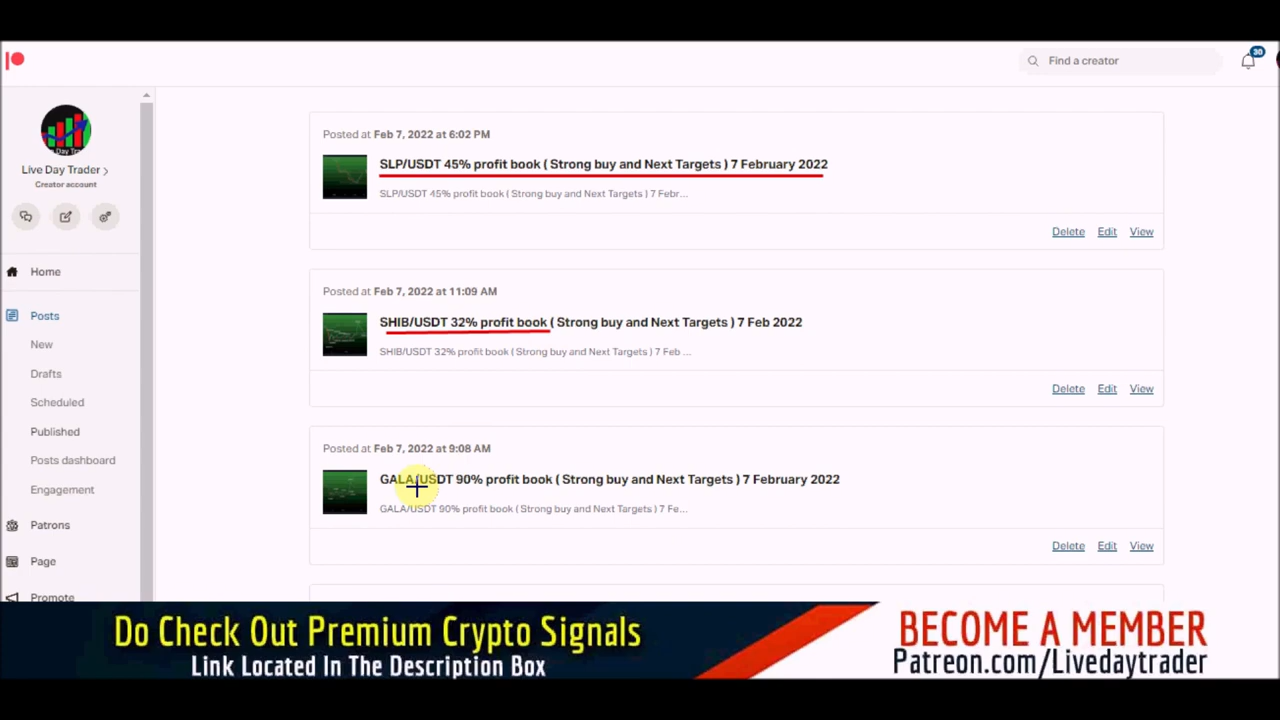 Find a creator
30
Live Day Trader
Creator account
Home
Posts
New
Drafts
Scheduled
Published
Posts dashboard
Engagement
Patrons
Page
Promote
Posted at Feb 7, 2022 at 6:02 PM
SLP/USDT 45% profit book ( Strong buy and Next Targets ) 7 February 2022
SLP/USDT 45% profit book ( Strong buy and Next Targets ) 7 Febr...
Delete Edit View
Posted at Feb 7, 2022 at 11:09 AM
SHIB/USDT 32% profit book ( Strong buy and Next Targets ) 7 Feb 2022
SHIB/USDT 32% profit book ( Strong buy and Next Targets ) 7 Feb ...
Delete Edit View
Posted at Feb 7, 2022 at 9:08 AM
GALA/USDT 90% profit book ( Strong buy and Next Targets ) 7 February 2022
GALA/USDT 90% profit book ( Strong buy and Next Targets ) 7 Fe...
Delete Edit View
Do Check Out Premium Crypto Signals
Link Located In The Description Box
BECOME A MEMBER
Patreon.com/Livedaytrader